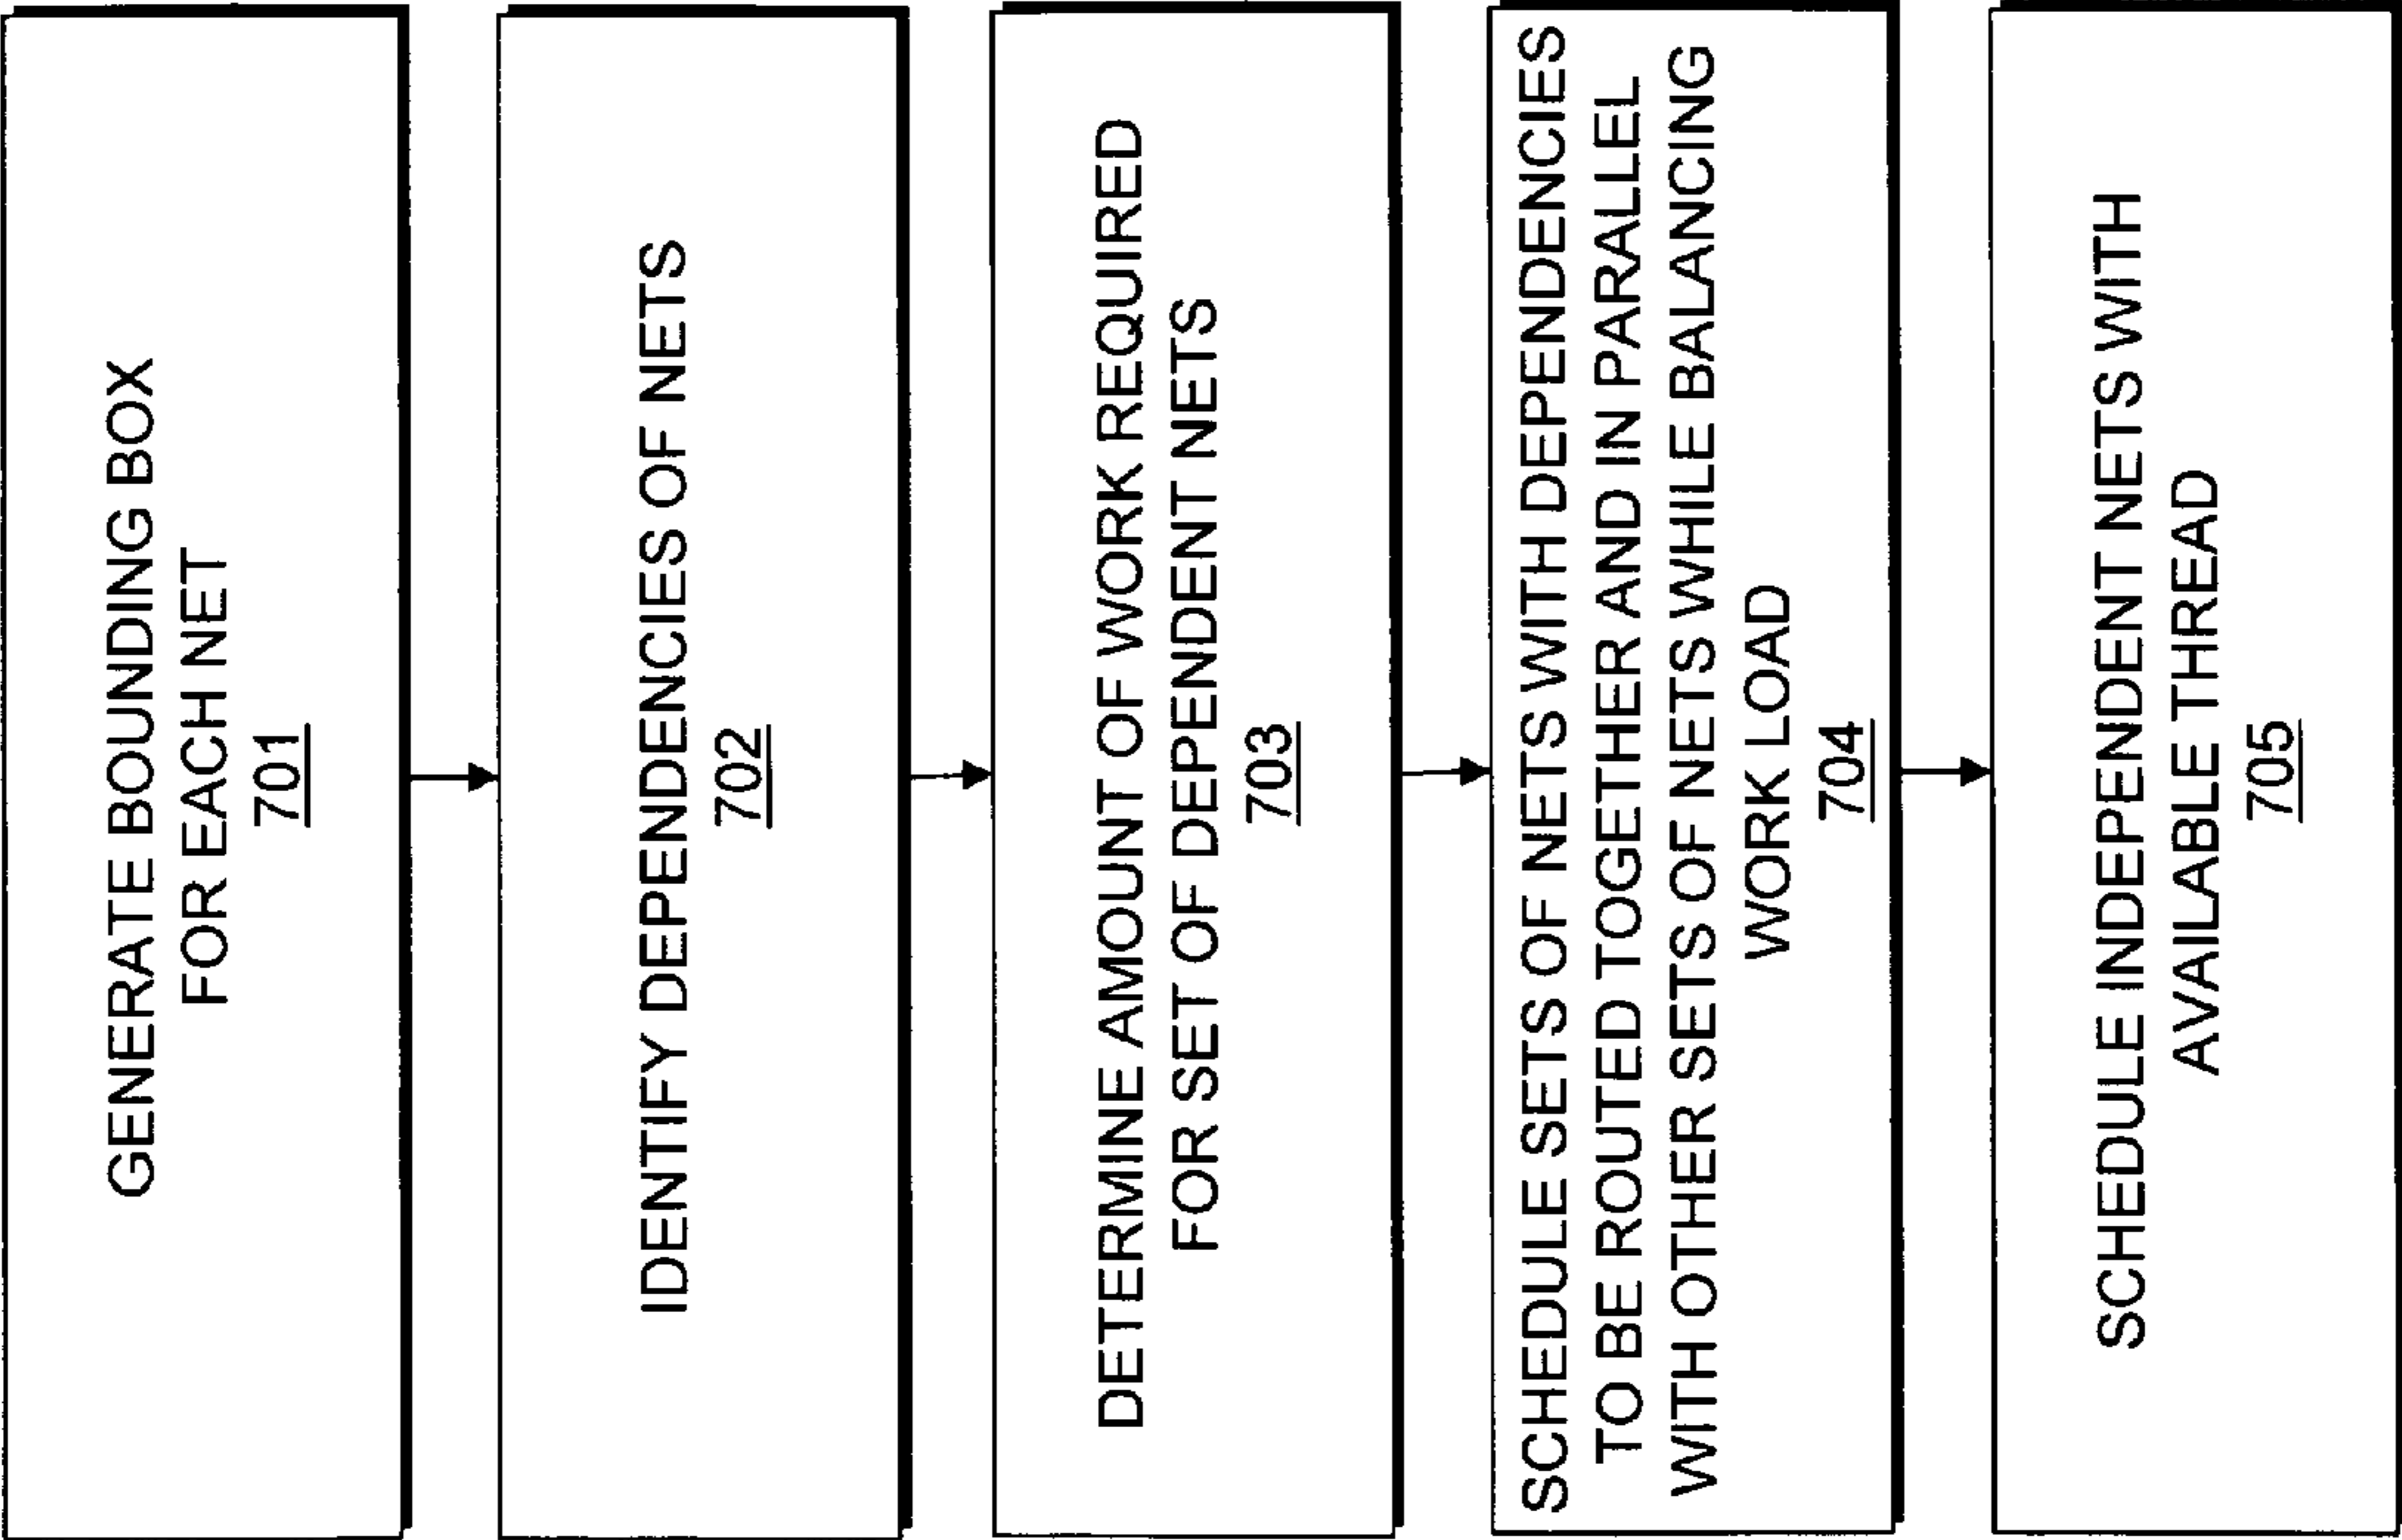 GENERATE BOUNDING BOX
FOR EACH NET
701
IDENTIFY DEPENDENCIES OF NETS
702
DETERMINE AMOUNT OF WORK REQUIRED
FOR SET OF DEPENDENT NETS
703
SCHEDULE SETS OF NETS WITH DEPENDENCIES
TO BE ROUTED TOGETHER AND IN PARALLEL
WITH OTHER SETS OF NETS WHILE BALANCING
WORK LOAD
704
SCHEDULE INDEPENDENT NETS WITH
AVAILABLE THREAD
705